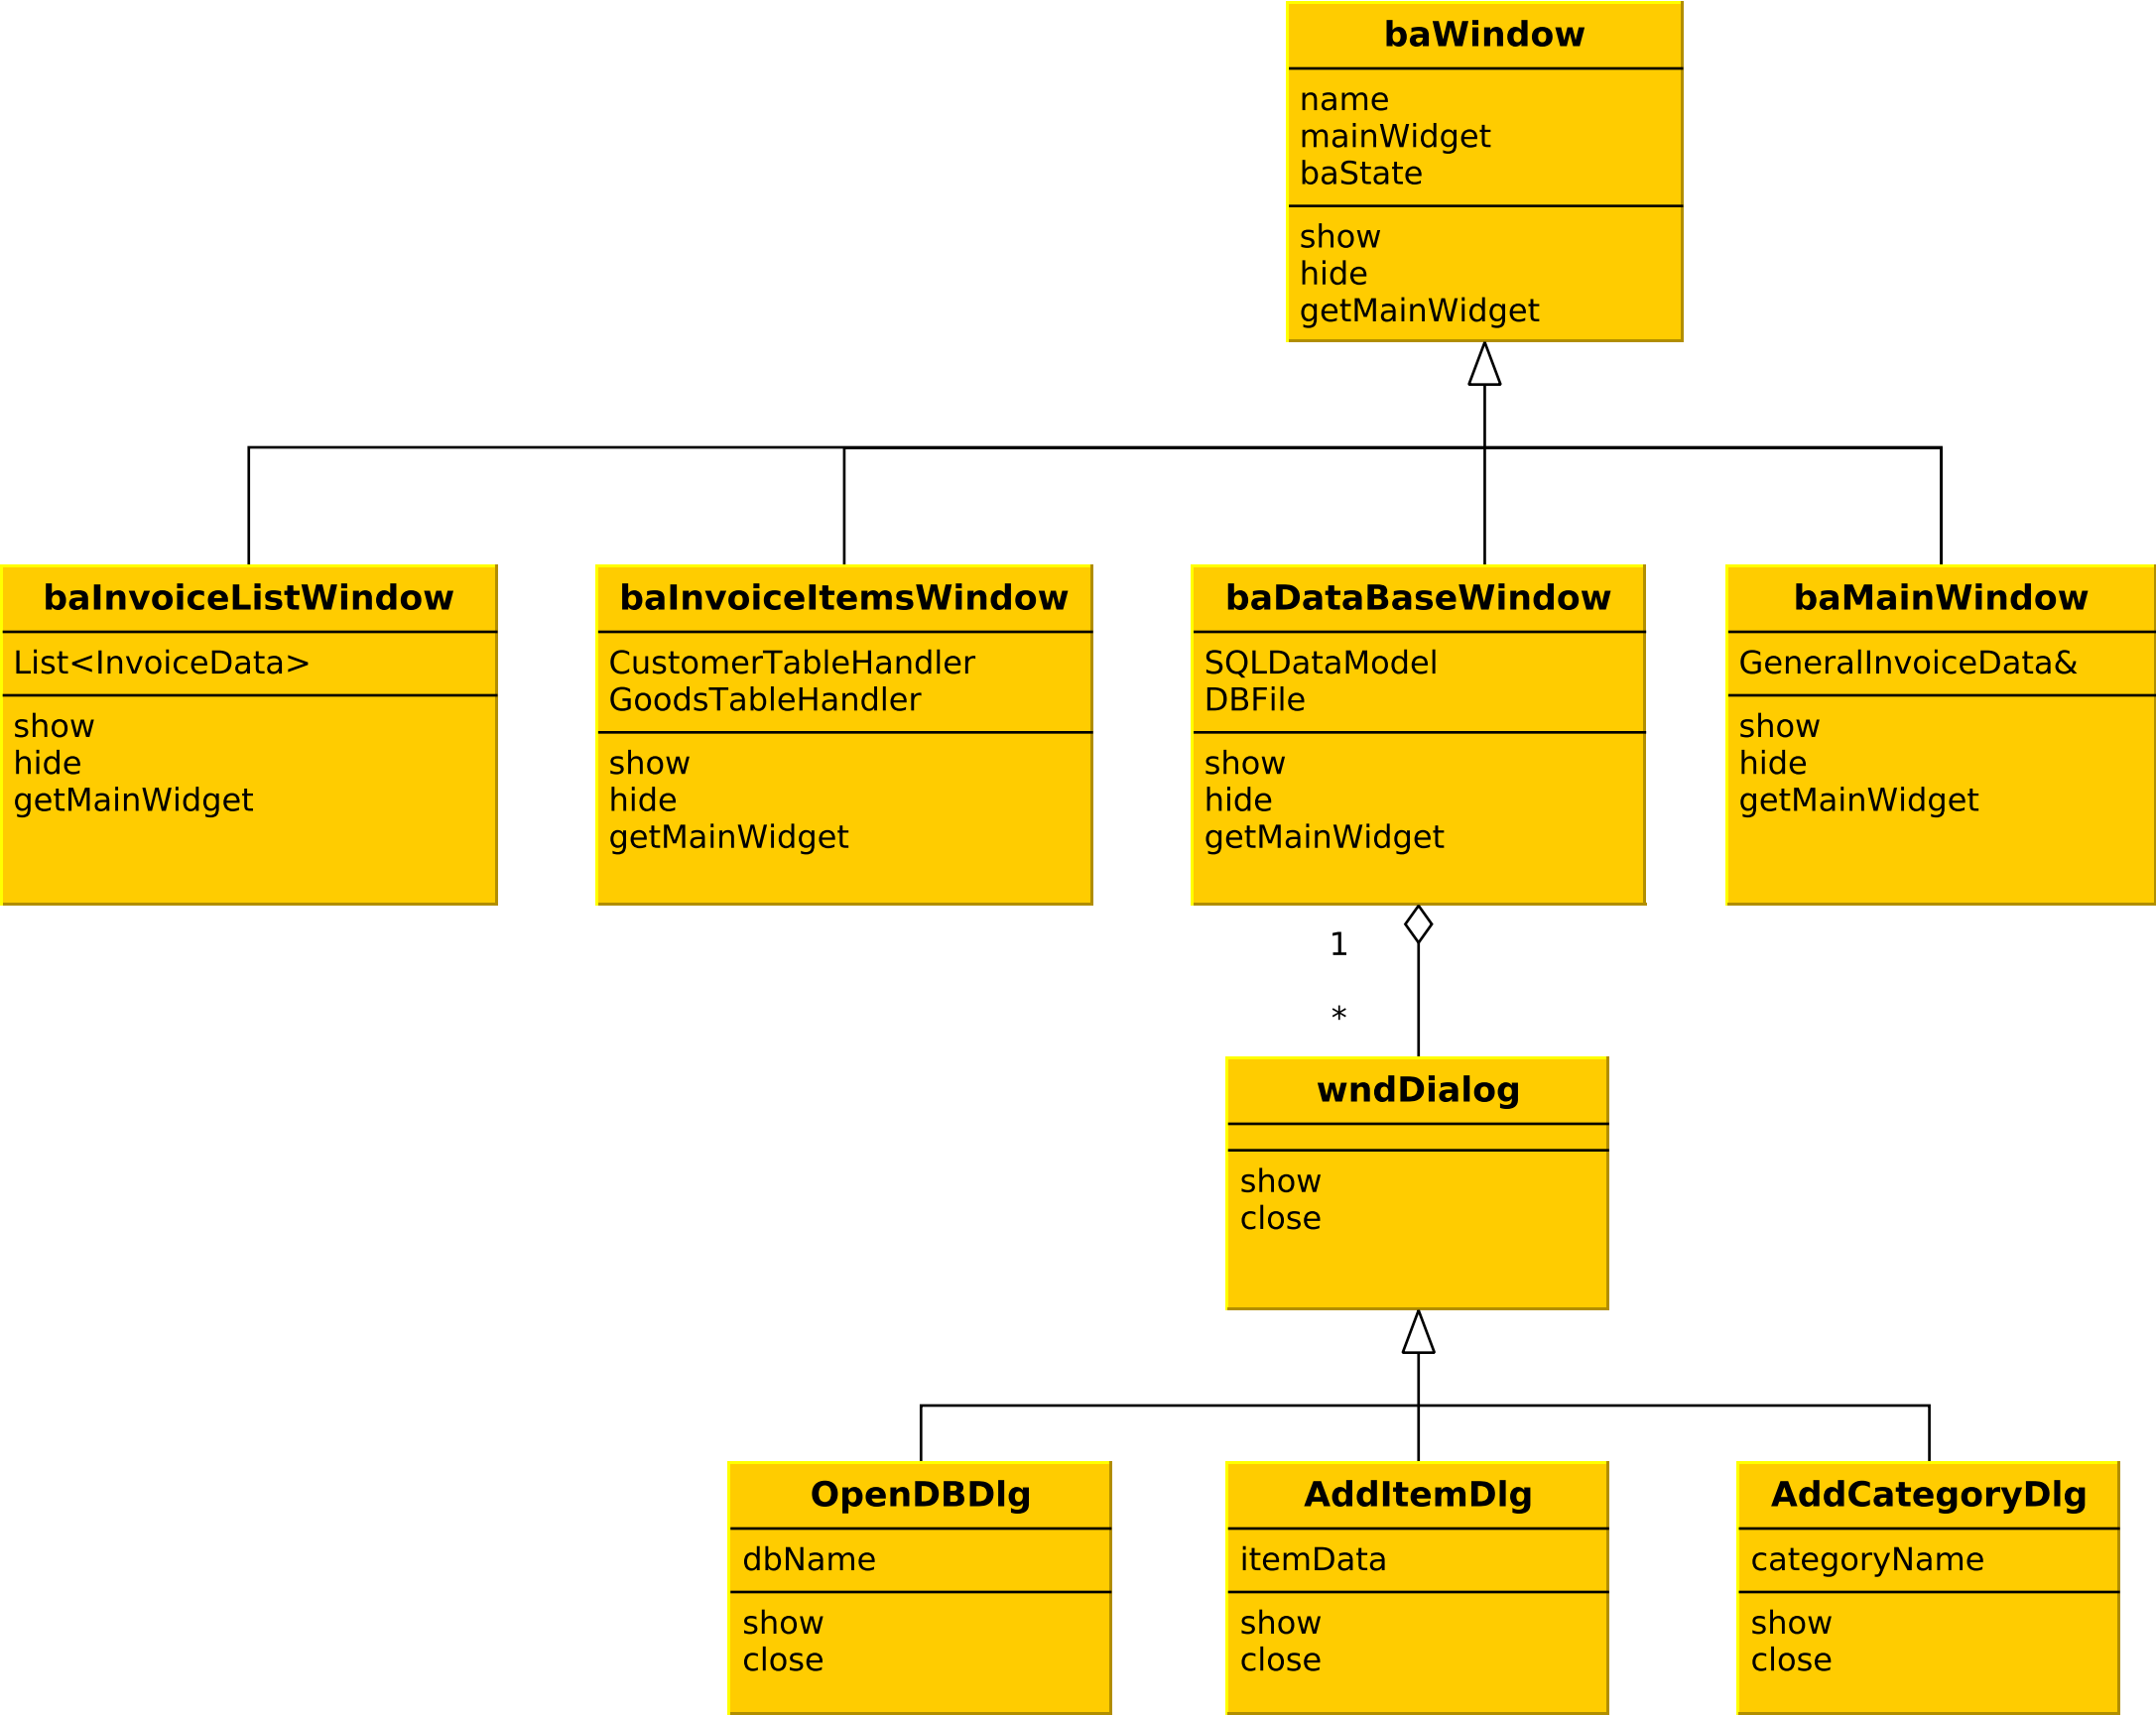 baWindow
name
mainWidget
baState
show
hide
getMainWidget
baInvoiceListWindow
List<InvoiceData>
show
hide
getMainWidget
baInvoiceItemsWindow
CustomerTableHandler
GoodsTableHandler
show
hide
getMainWidget
baDataBaseWindow
SQLDataModel
DBFile
show
hide
getMainWidget
baMainWindow
GeneralInvoiceData&
show
hide
getMainWidget
1
*
wndDialog
show
close
OpenDBDlg
dbName
show
close
AddItemDlg
itemData
show
close
AddCategoryDlg
categoryName
show
close